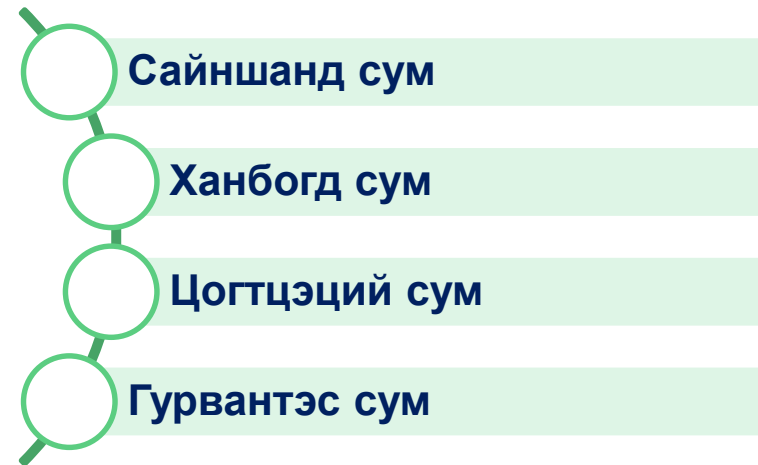 Сайншанд сум
Ханбогд сум
Цогтцэций сум
Гурвантэс сум